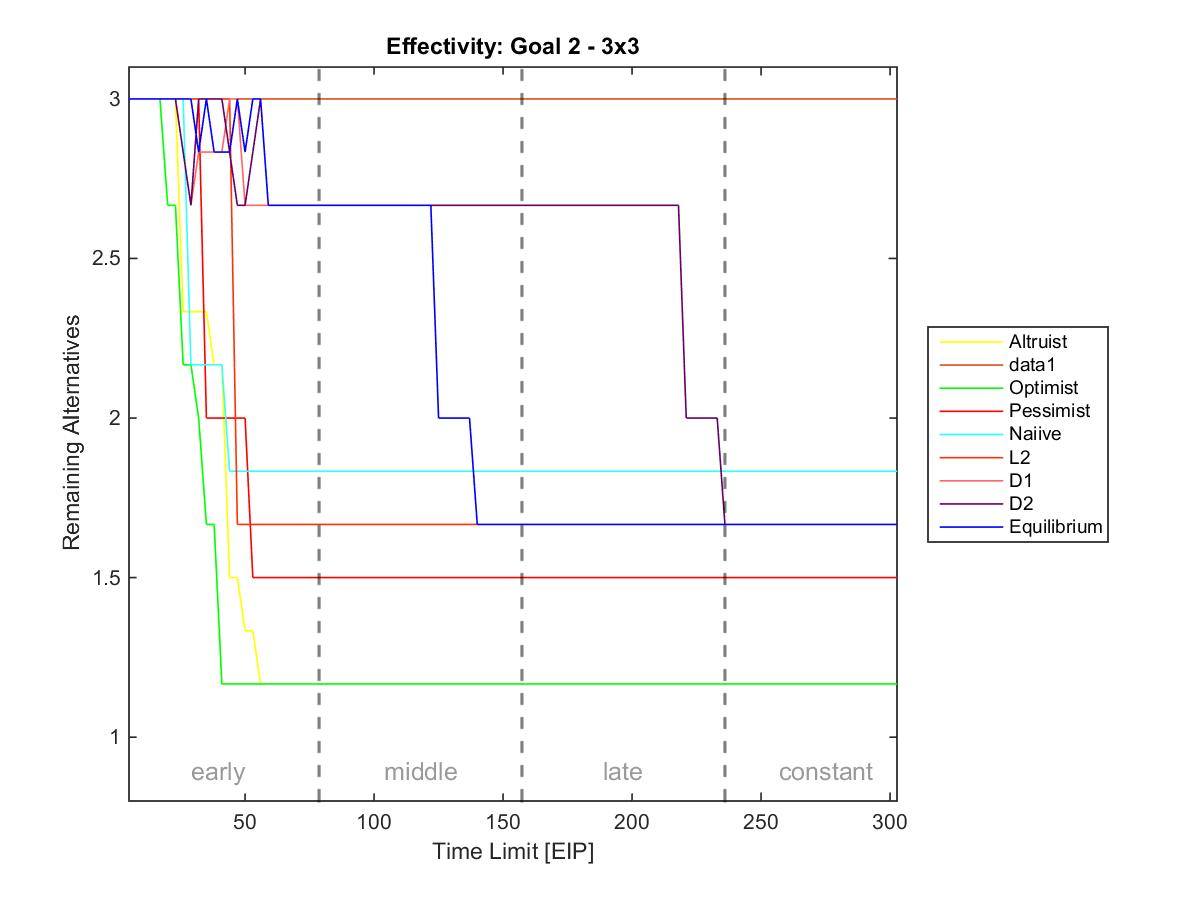 Effectivity: Goal 2 - 3x3
Remaining Alternatives
3
2.5
2
1.5
1
early
middle
late
constant
50
100
150
200
250
300
Time Limit [EIP]
Altruist
data1
Optimist
Pessimist
Naiive
L2
D1
D2
Equilibrium